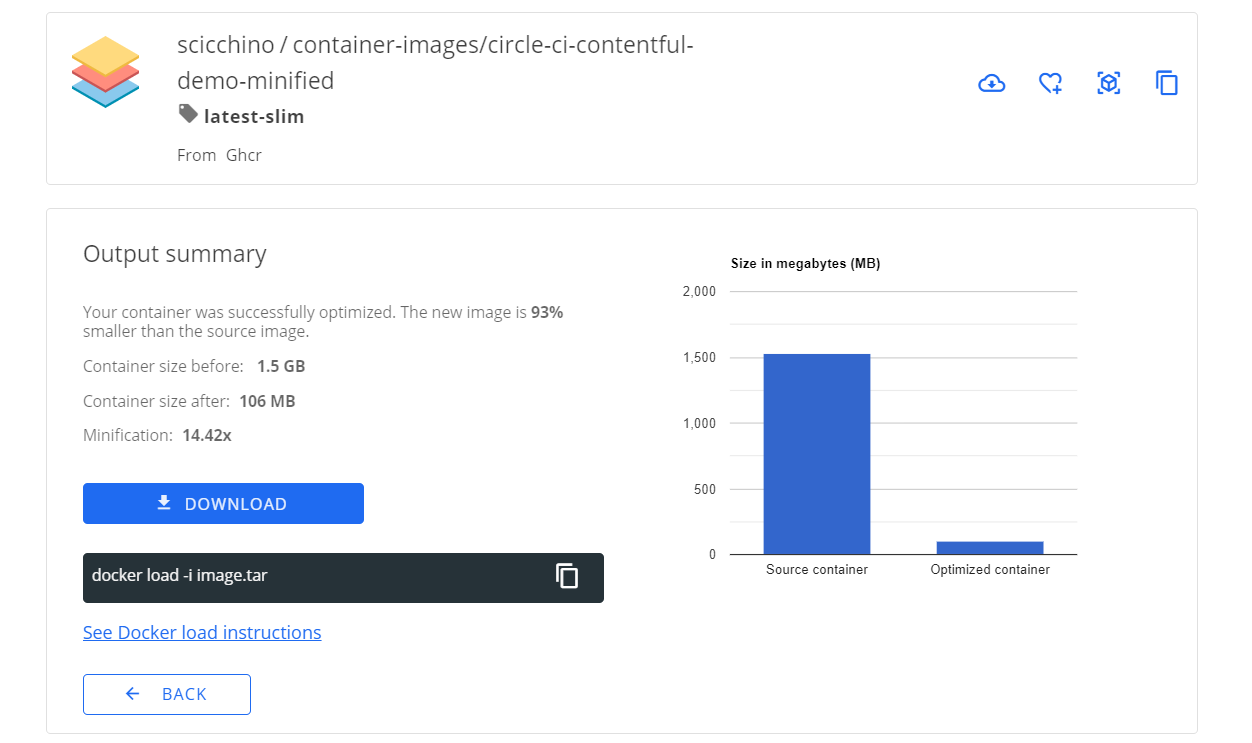 scicchino / container-images/circle-ci-contentful-
demo-minified
latest-slim
From Ghcr
Output summary
Your container was successfully optimized. The new image is 93%
smaller than the source image.
Container size before: 1.5 GB
Container size after: 106 MB
Minification: 14.42x
DOWNLOAD
docker load -i image.tar
See Docker load instructions
BACK
Size in megabytes (MB)
2,000
1,500
1,000
500
0
Source container
Optimized container